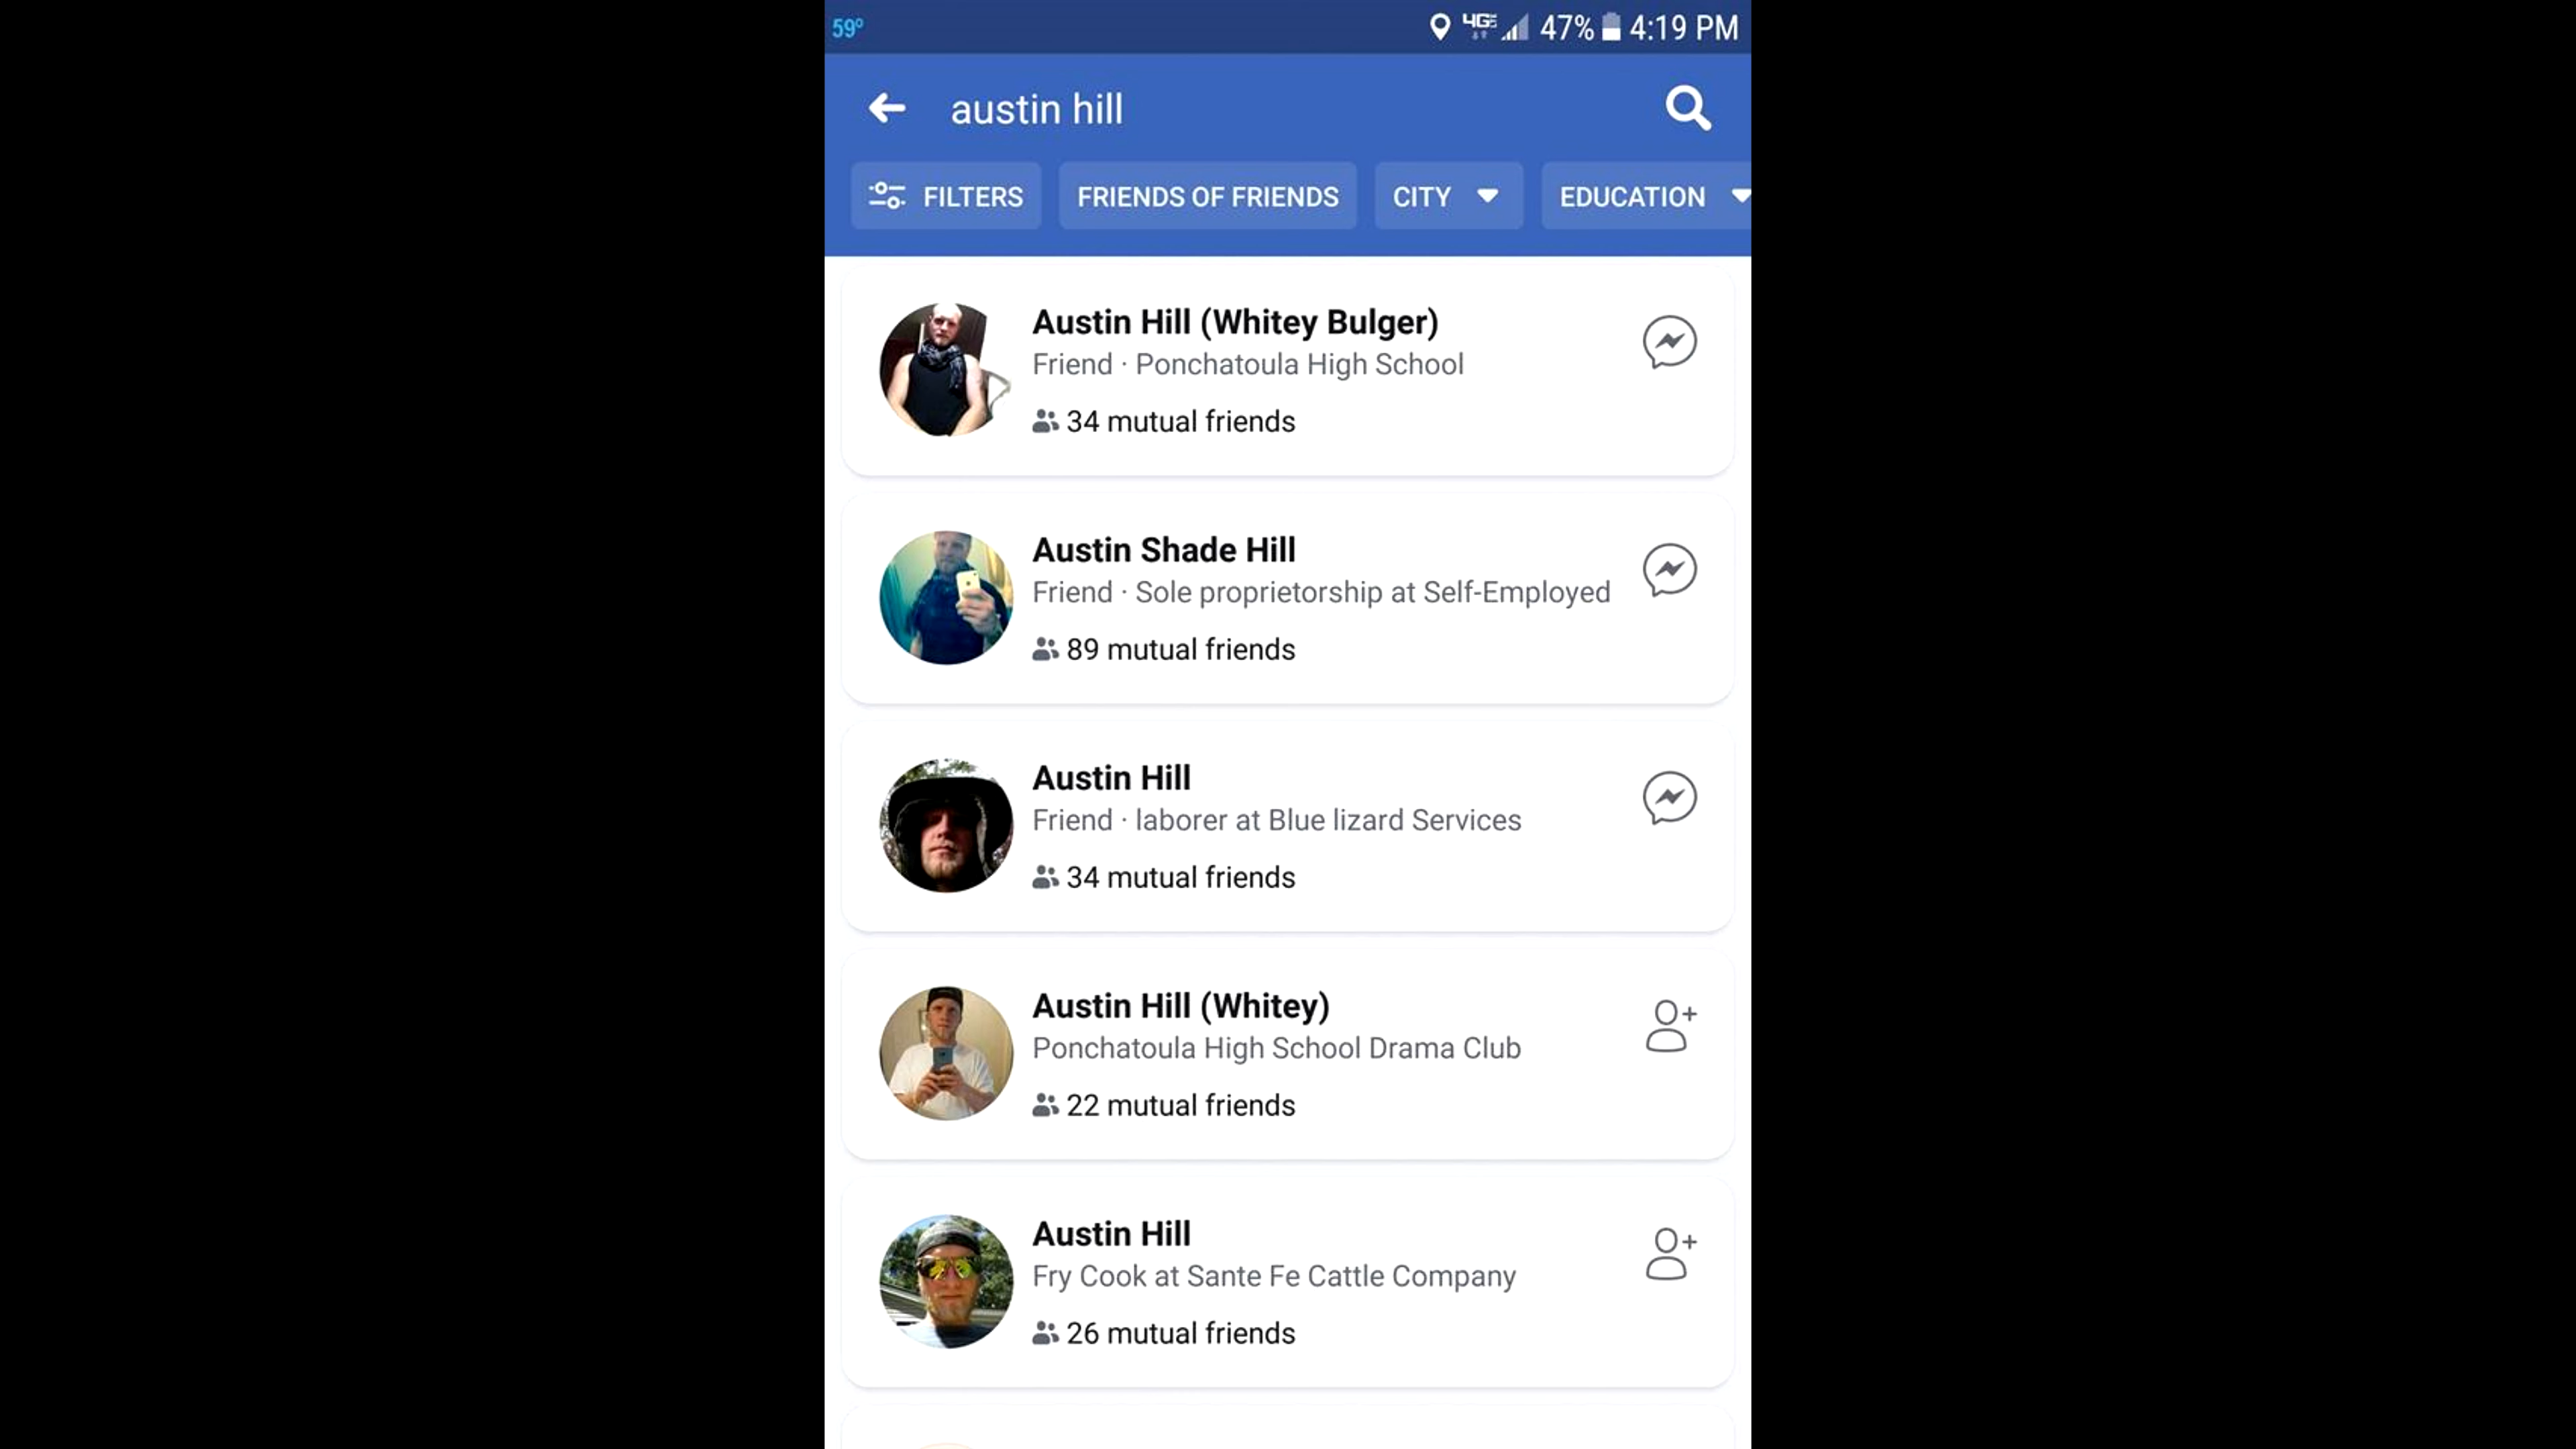 59° 4G 47% 4:19 PM
austin hill
FILTERS FRIENDS OF FRIENDS CITY EDUCATION
Austin Hill (Whitey Bulger)
Friend · Ponchatoula High School
34 mutual friends
Austin Shade Hill
Friend · Sole proprietorship at Self-Employed
89 mutual friends
Austin Hill
Friend · laborer at Blue lizard Services
34 mutual friends
Austin Hill (Whitey)
Ponchatoula High School Drama Club
22 mutual friends
Austin Hill
Fry Cook at Sante Fe Cattle Company
26 mutual friends